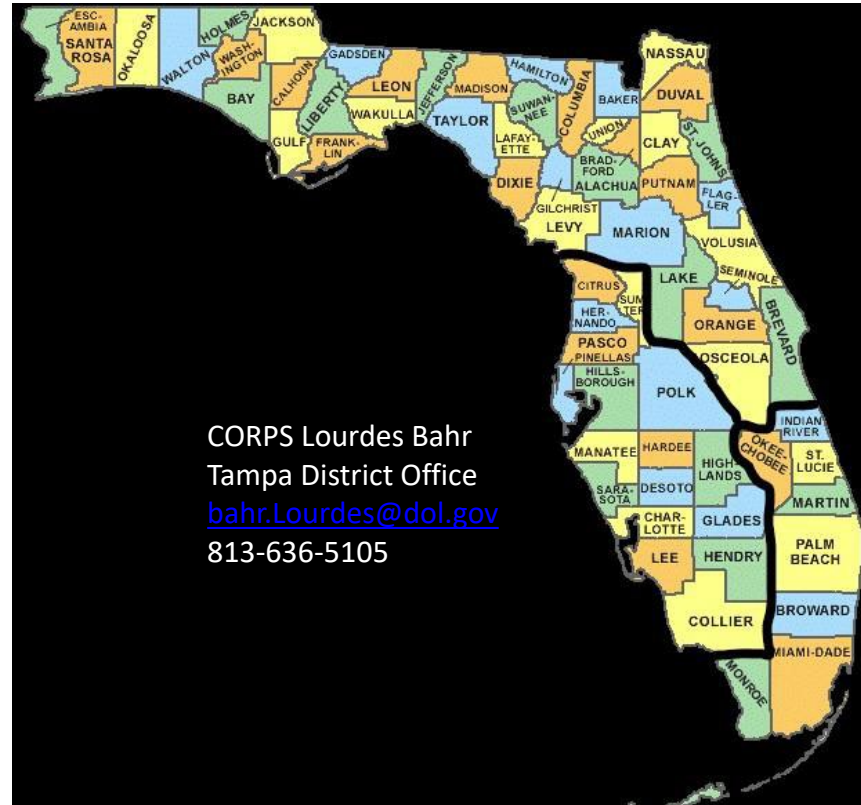 ESC-
AMBIA
SANTA
ROSA
OKALOOSA
WALTON
HOLMES
WASH-
INGTON
JACKSON
BAY
CALHOUN
GULF
LIBERTY
GADSDEN
FRANK-
LIN
LEON
WAKULLA
JEFFERSON
MADISON
TAYLOR
HAMILTON
SUWAN-
NEE
LAFAY-
ETTE
DIXIE
COLUMBIA
GILCHRIST
LEVY
BAKER
UNION
BRAD-
FORD
ALACHUA
NASSAU
DUVAL
CLAY
ST. JOHNS
PUTNAM
FLAG-
LER
MARION
VOLUSIA
LAKE
SEMINOLE
CITRUS
SUM
TER
HER-
NANDO
ORANGE
BREVARD
PASCO
PINELLAS
OSCEOLA
HILLS-
BOROUGH
POLK
INDIAN
RIVER
MANATEE
HARDEE
HIGH-
LANDS
OKEE-
CHOBEE
ST.
LUCIE
SARA-
SOTA
DESOTO
MARTIN
CHAR-
LOTTE
GLADES
PALM
BEACH
LEE
HENDRY
BROWARD
COLLIER
MIAMI-DADE
MONROE
CORPS Lourdes Bahr
Tampa District Office
bahr.Lourdes@dol.gov
813-636-5105